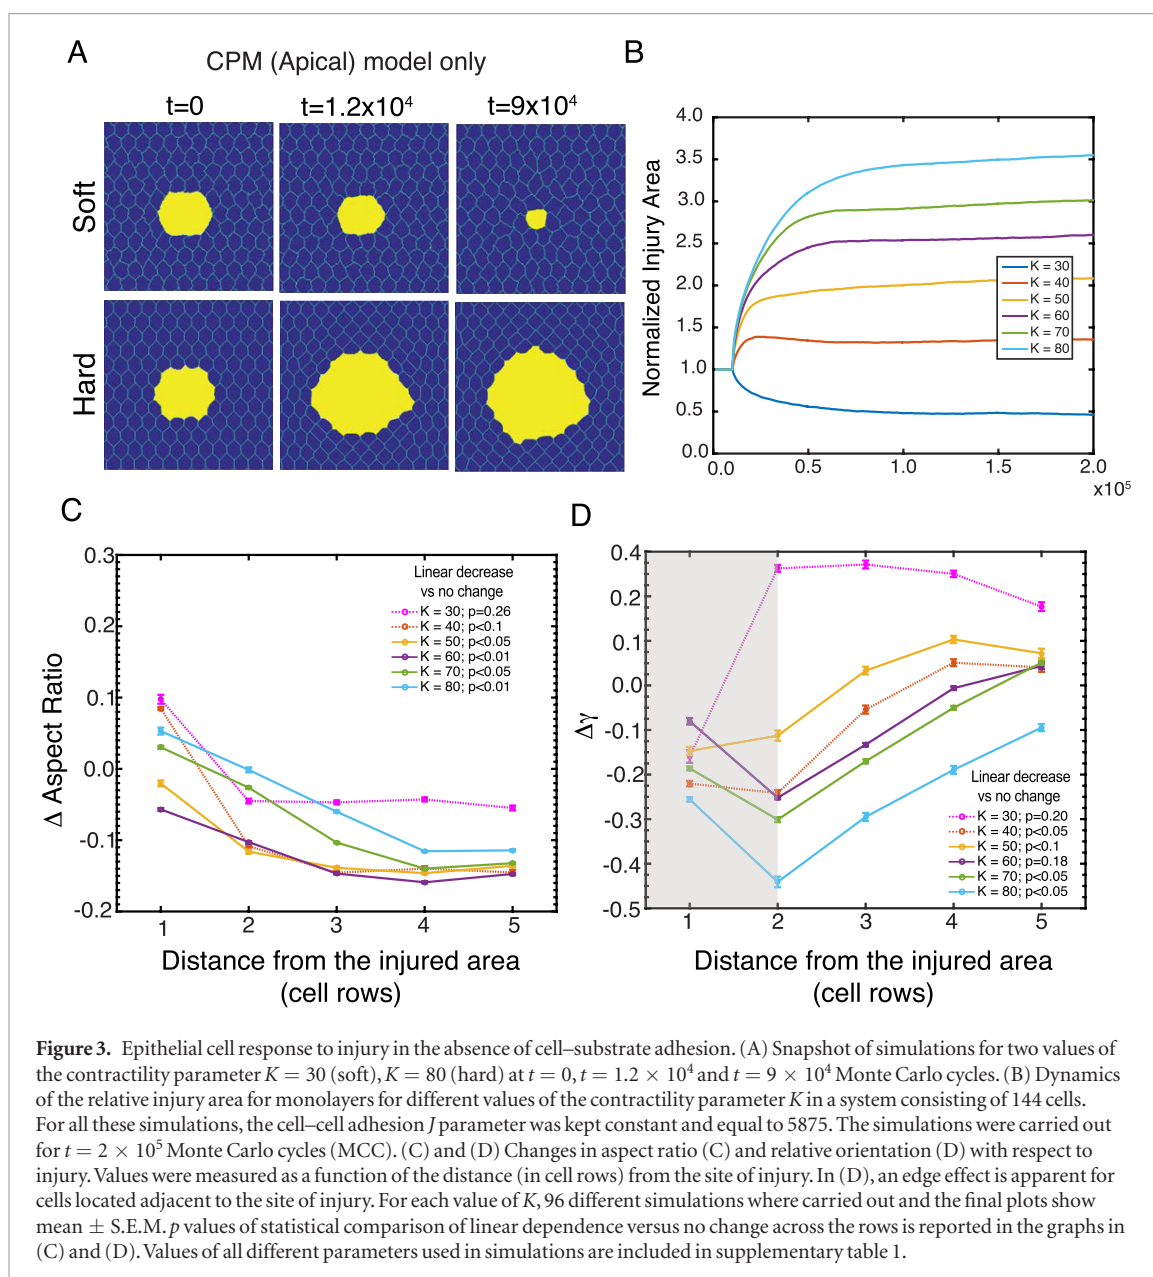 A
CPM (Apical) model only
t=0
t=1.2x10⁴
t=9x10⁴
Soft
Hard
B
Normalized Injury Area
4.0
3.5
3.0
2.5
2.0
1.5
1.0
0.5
0.0
K = 30
K = 40
K = 50
K = 60
K = 70
K = 80
0.0
0.5
1.0
1.5
2.0
x10⁵
C
Δ Aspect Ratio
0.3
0.2
0.1
0.0
-0.1
-0.2
Linear decrease
vs no change
K = 30; p=0.26
K = 40; p<0.1
K = 50; p<0.05
K = 60; p<0.01
K = 70; p<0.05
K = 80; p<0.01
1
2
3
4
5
Distance from the injured area
(cell rows)
D
Δγ
0.4
0.2
0.1
0.0
-0.1
-0.2
-0.3
-0.4
-0.5
Linear decrease
vs no change
K = 30; p=0.20
K = 40; p<0.05
K = 50; p<0.1
K = 60; p=0.18
K = 70; p<0.05
K = 80; p<0.05
1
2
3
4
5
Distance from the injured area
(cell rows)
Figure 3. Epithelial cell response to injury in the absence of cell–substrate adhesion. (A) Snapshot of simulations for two values of
the contractility parameter K = 30 (soft), K = 80 (hard) at t = 0, t = 1.2 × 10⁴ and t = 9 × 10⁴ Monte Carlo cycles. (B) Dynamics
of the relative injury area for monolayers for different values of the contractility parameter K in a system consisting of 144 cells.
For all these simulations, the cell–cell adhesion J parameter was kept constant and equal to 5875. The simulations were carried out
for t = 2 × 10⁵ Monte Carlo cycles (MCC). (C) and (D) Changes in aspect ratio (C) and relative orientation (D) with respect to
injury. Values were measured as a function of the distance (in cell rows) from the site of injury. In (D), an edge effect is apparent for
cells located adjacent to the site of injury. For each value of K, 96 different simulations where carried out and the final plots show
mean ± S.E.M. p values of statistical comparison of linear dependence versus no change across the rows is reported in the graphs in
(C) and (D). Values of all different parameters used in simulations are included in supplementary table 1.